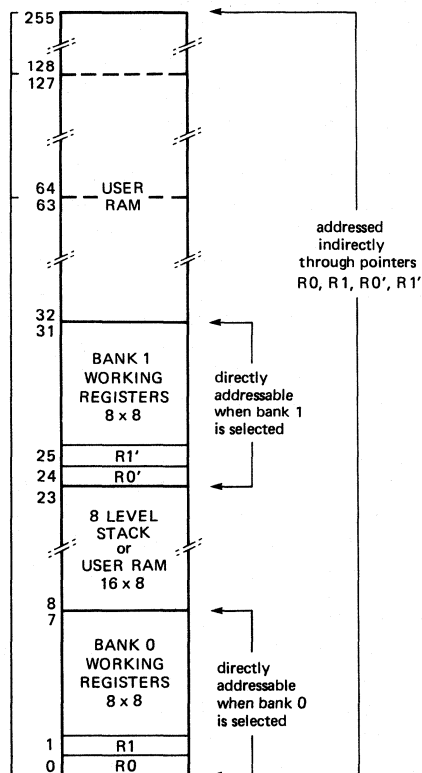 255
128
127
64
63
USER
RAM
addressed
indirectly
through pointers
R0, R1, R0′, R1′
32
31
BANK 1
WORKING
REGISTERS
8 x 8
directly
addressable
when bank 1
is selected
25
R1′
24
R0′
23
8 LEVEL
STACK
or
USER RAM
16 x 8
8
7
BANK 0
WORKING
REGISTERS
8 x 8
directly
addressable
when bank 0
is selected
1
R1
0
R0